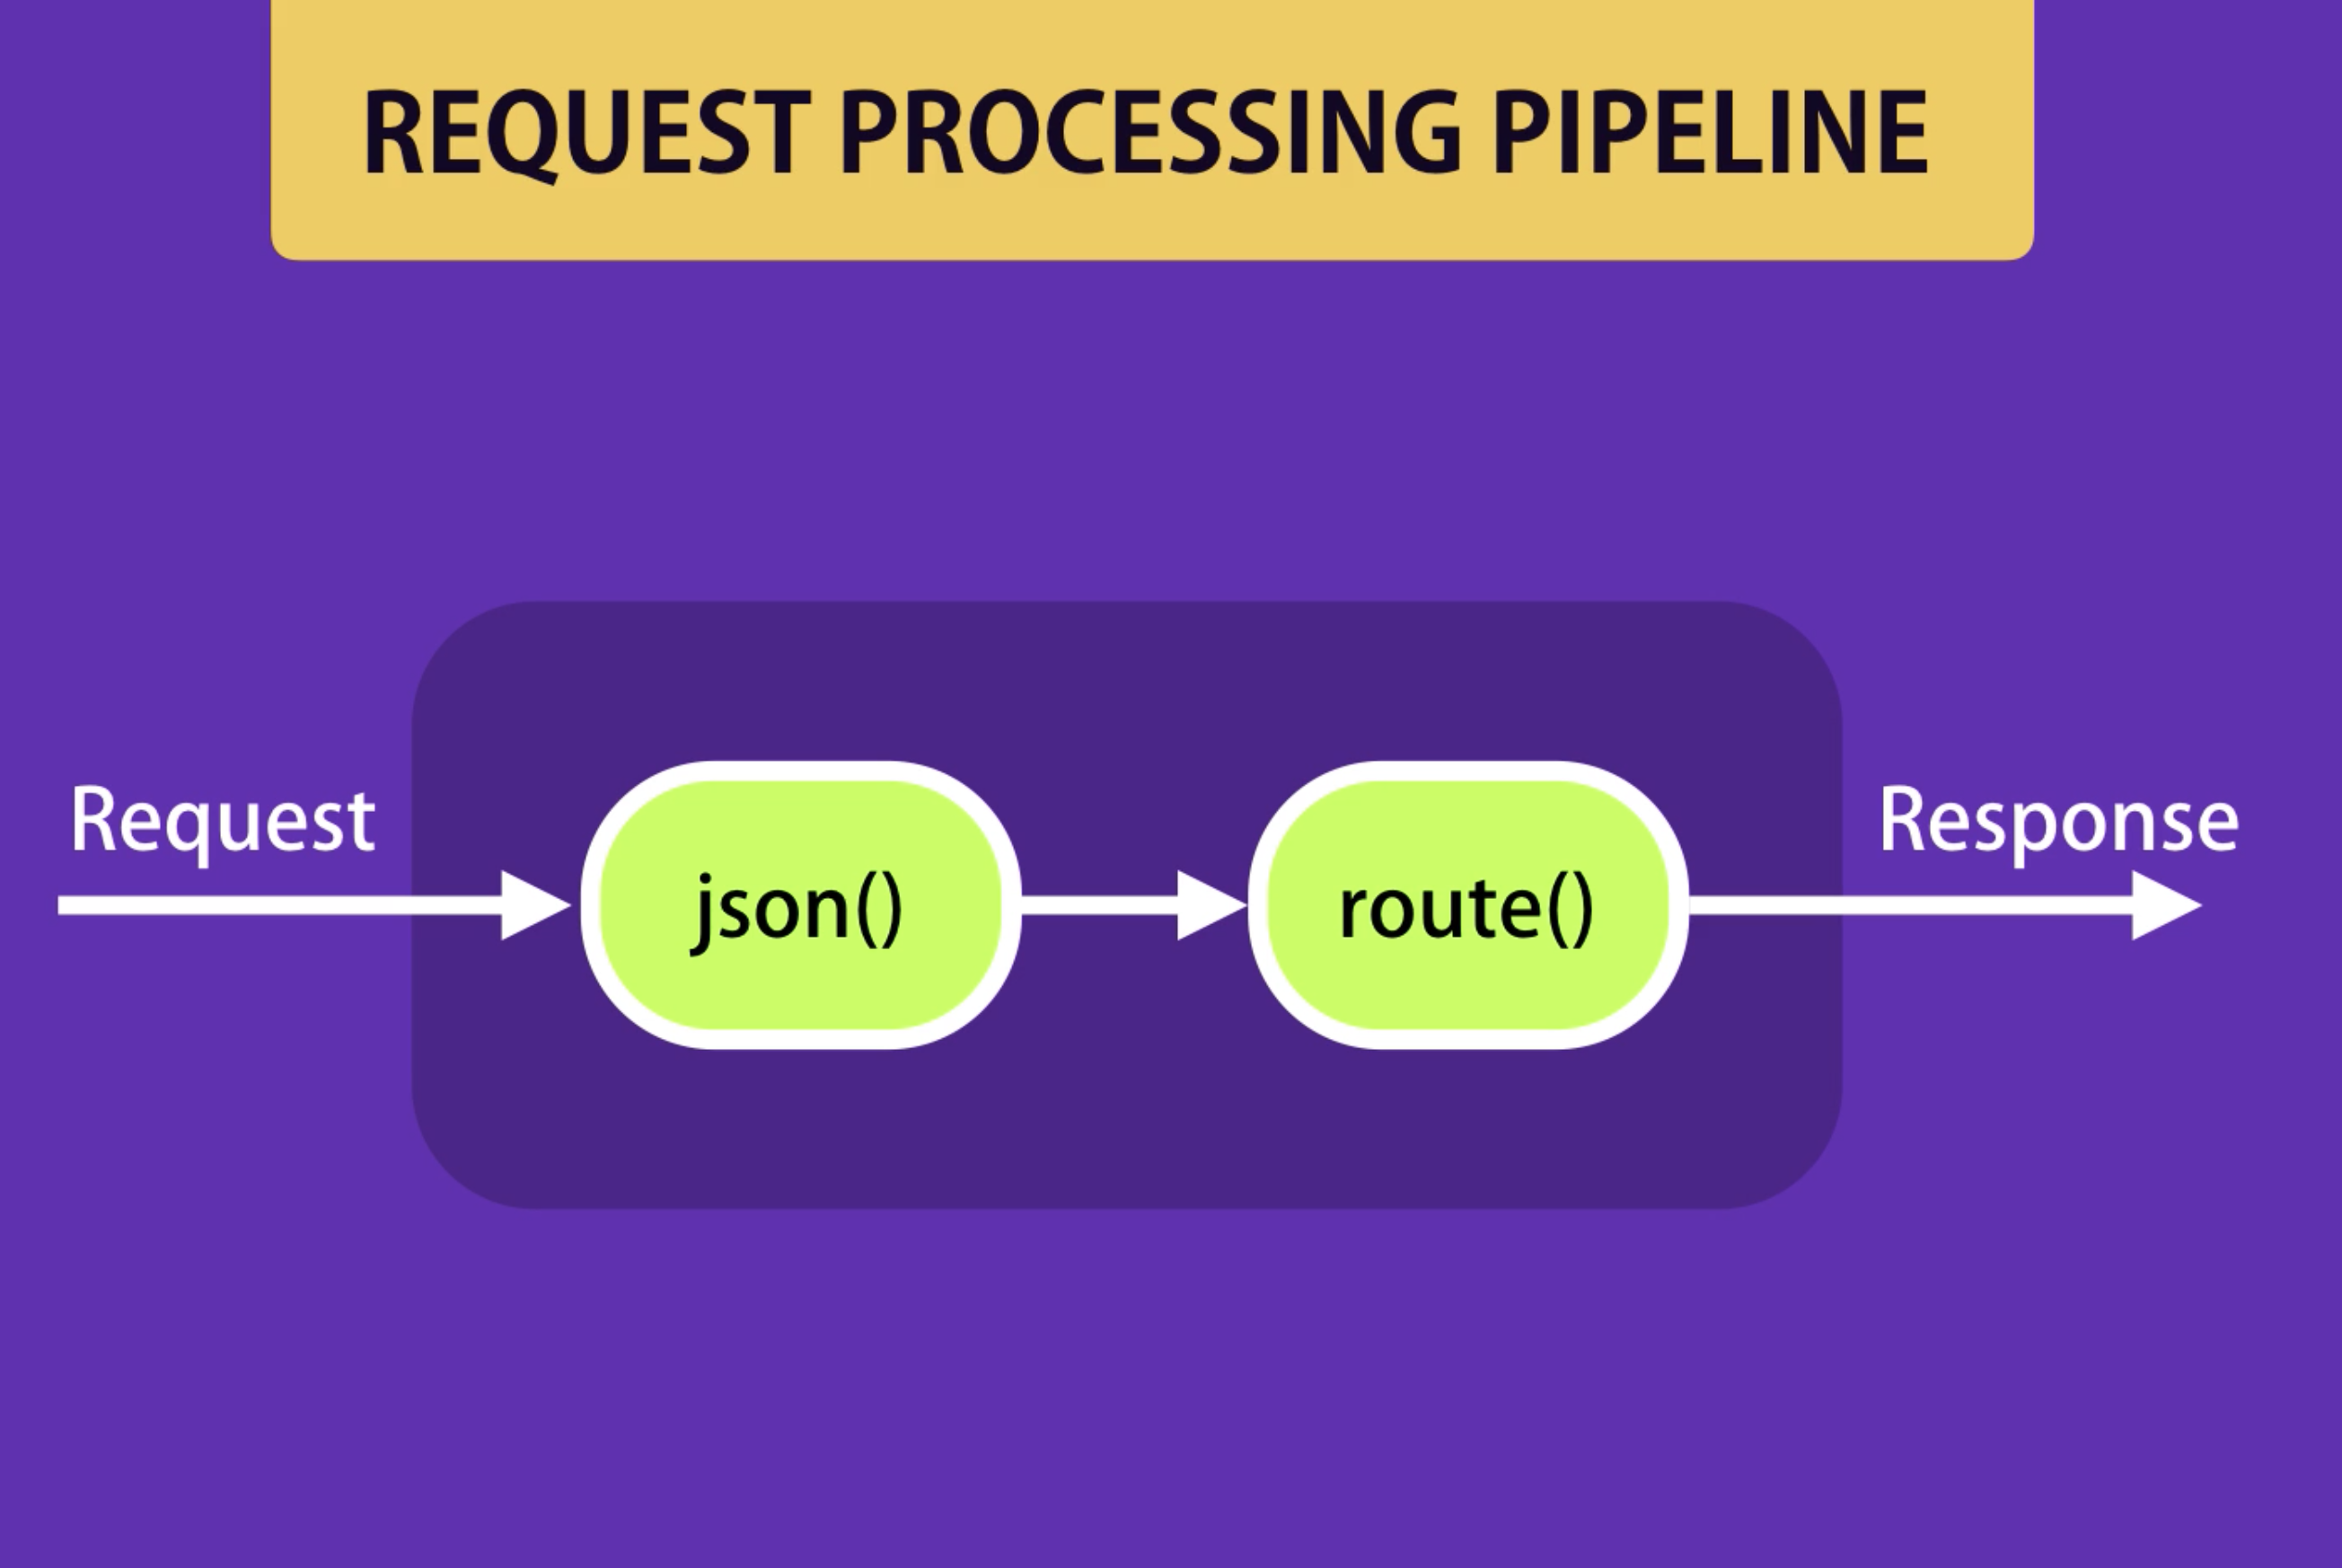 REQUEST PROCESSING PIPELINE
Request
json()
route()
Response